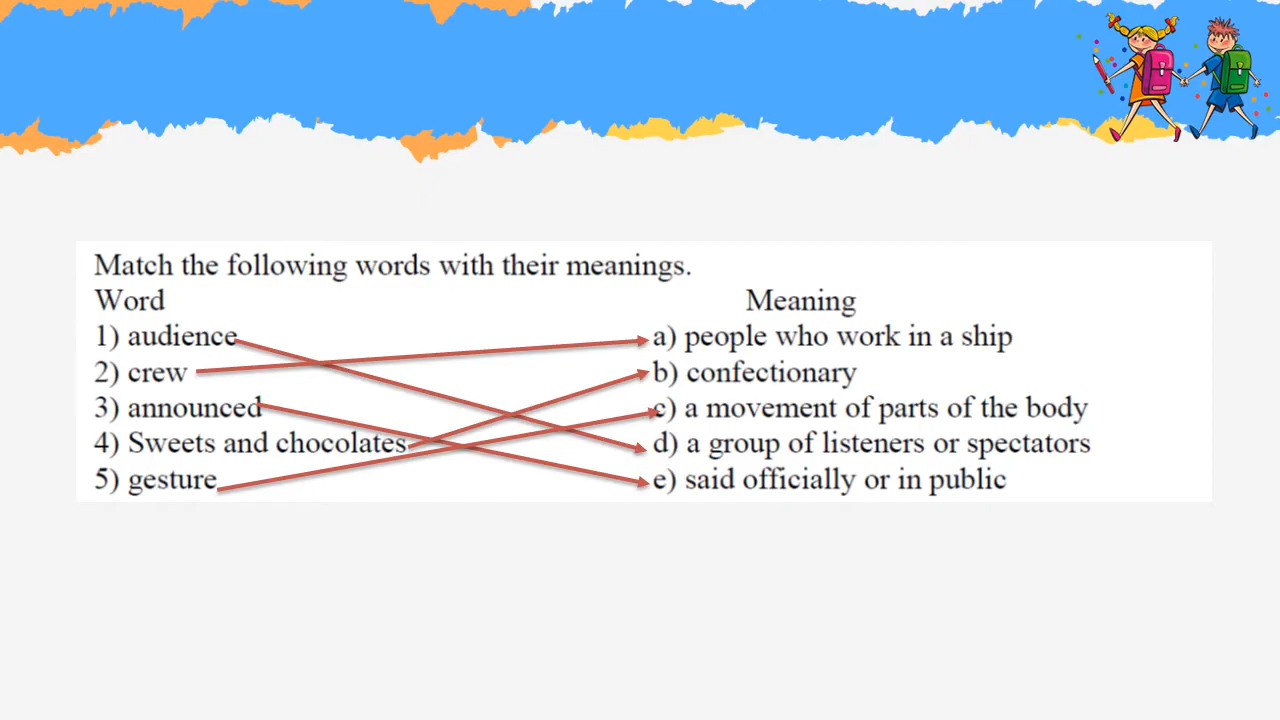 Match the following words with their meanings.
Word Meaning
1) audience a) people who work in a ship
2) crew b) confectionary
3) announced c) a movement of parts of the body
4) Sweets and chocolates d) a group of listeners or spectators
5) gesture e) said officially or in public